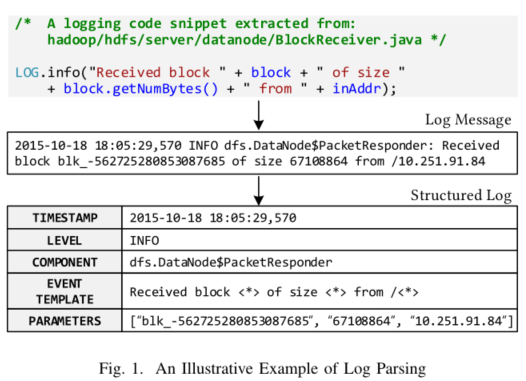 /*  A logging code snippet extracted from:
hadoop/hdfs/server/datanode/BlockReceiver.java */
LOG.info("Received block " + block + " of size "
+ block.getNumBytes() + " from " + inAddr);
Log Message
2015-10-18 18:05:29,570 INFO dfs.DataNode$PacketResponder: Received
block blk_-562725280853087685 of size 67108864 from /10.251.91.84
Structured Log
TIMESTAMP 2015-10-18 18:05:29,570
LEVEL INFO
COMPONENT dfs.DataNode$PacketResponder
EVENT TEMPLATE Received block <*> of size <*> from /<*>
PARAMETERS ["blk_-562725280853087685", "67108864", "10.251.91.84"]
Fig. 1. An Illustrative Example of Log Parsing